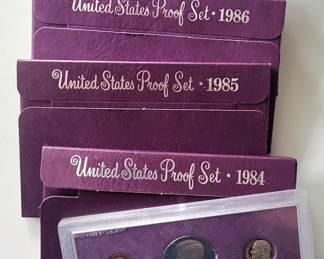 United States Proof Set · 1986
United States Proof Set · 1985
United States Proof Set · 1984